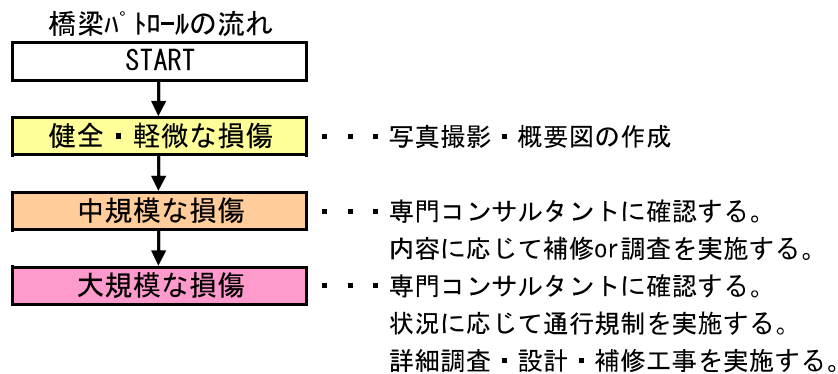 橋梁ﾊﾟﾄﾛｰﾙの流れ
START
健全・軽微な損傷 ・・・写真撮影・概要図の作成
中規模な損傷 ・・・専門コンサルタントに確認する。
内容に応じて補修or調査を実施する。
大規模な損傷 ・・・専門コンサルタントに確認する。
状況に応じて通行規制を実施する。
詳細調査・設計・補修工事を実施する。